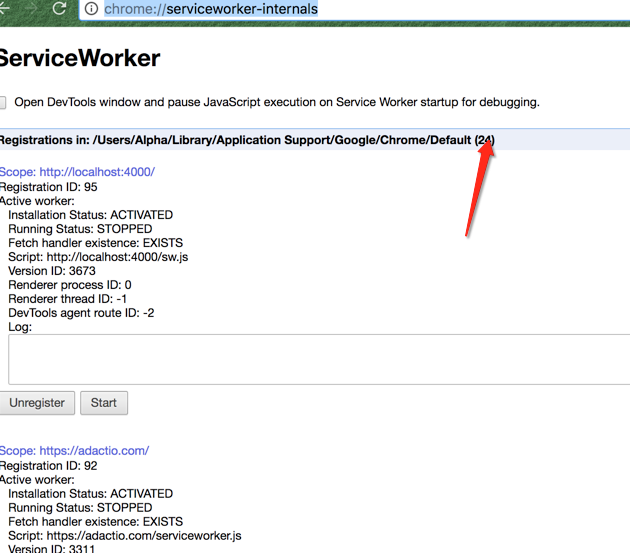 chrome://serviceworker-internals
ServiceWorker
Open DevTools window and pause JavaScript execution on Service Worker startup for debugging.
Registrations in: /Users/Alpha/Library/Application Support/Google/Chrome/Default (24)
Scope: http://localhost:4000/
Registration ID: 95
Active worker:
Installation Status: ACTIVATED
Running Status: STOPPED
Fetch handler existence: EXISTS
Script: http://localhost:4000/sw.js
Version ID: 3673
Renderer process ID: 0
Renderer thread ID: -1
DevTools agent route ID: -2
Log:
Unregister Start
Scope: https://adactio.com/
Registration ID: 92
Active worker:
Installation Status: ACTIVATED
Running Status: STOPPED
Fetch handler existence: EXISTS
Script: https://adactio.com/serviceworker.js
Version ID: 3311